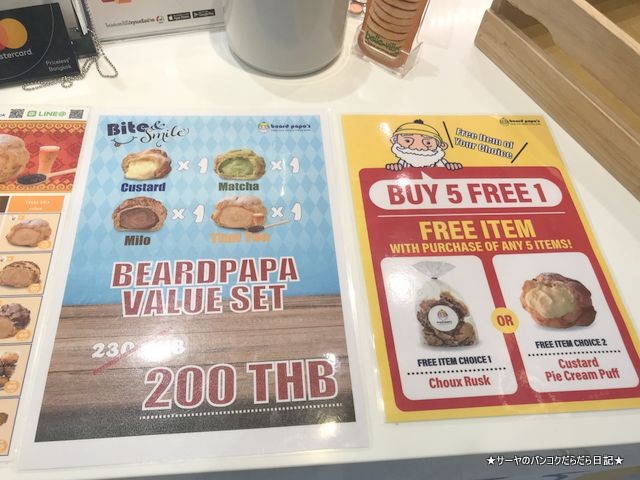 mastercard
Priceless
Bangkok
LINE@
Bite & Smile
beard papa's
Custard
x 1
Matcha
x 1
Milo
x 1
Thai Tea
x 1
BEARDPAPA
VALUE SET
230 THB
200 THB
beard papa's
Free Item of
Your Choice
BUY 5 FREE 1
FREE ITEM
WITH PURCHASE OF ANY 5 ITEMS!
FREE ITEM CHOICE 1
Choux Rusk
OR
FREE ITEM CHOICE 2
Custard
Pie Cream Puff
★サーヤのバンコクだらだら日記★